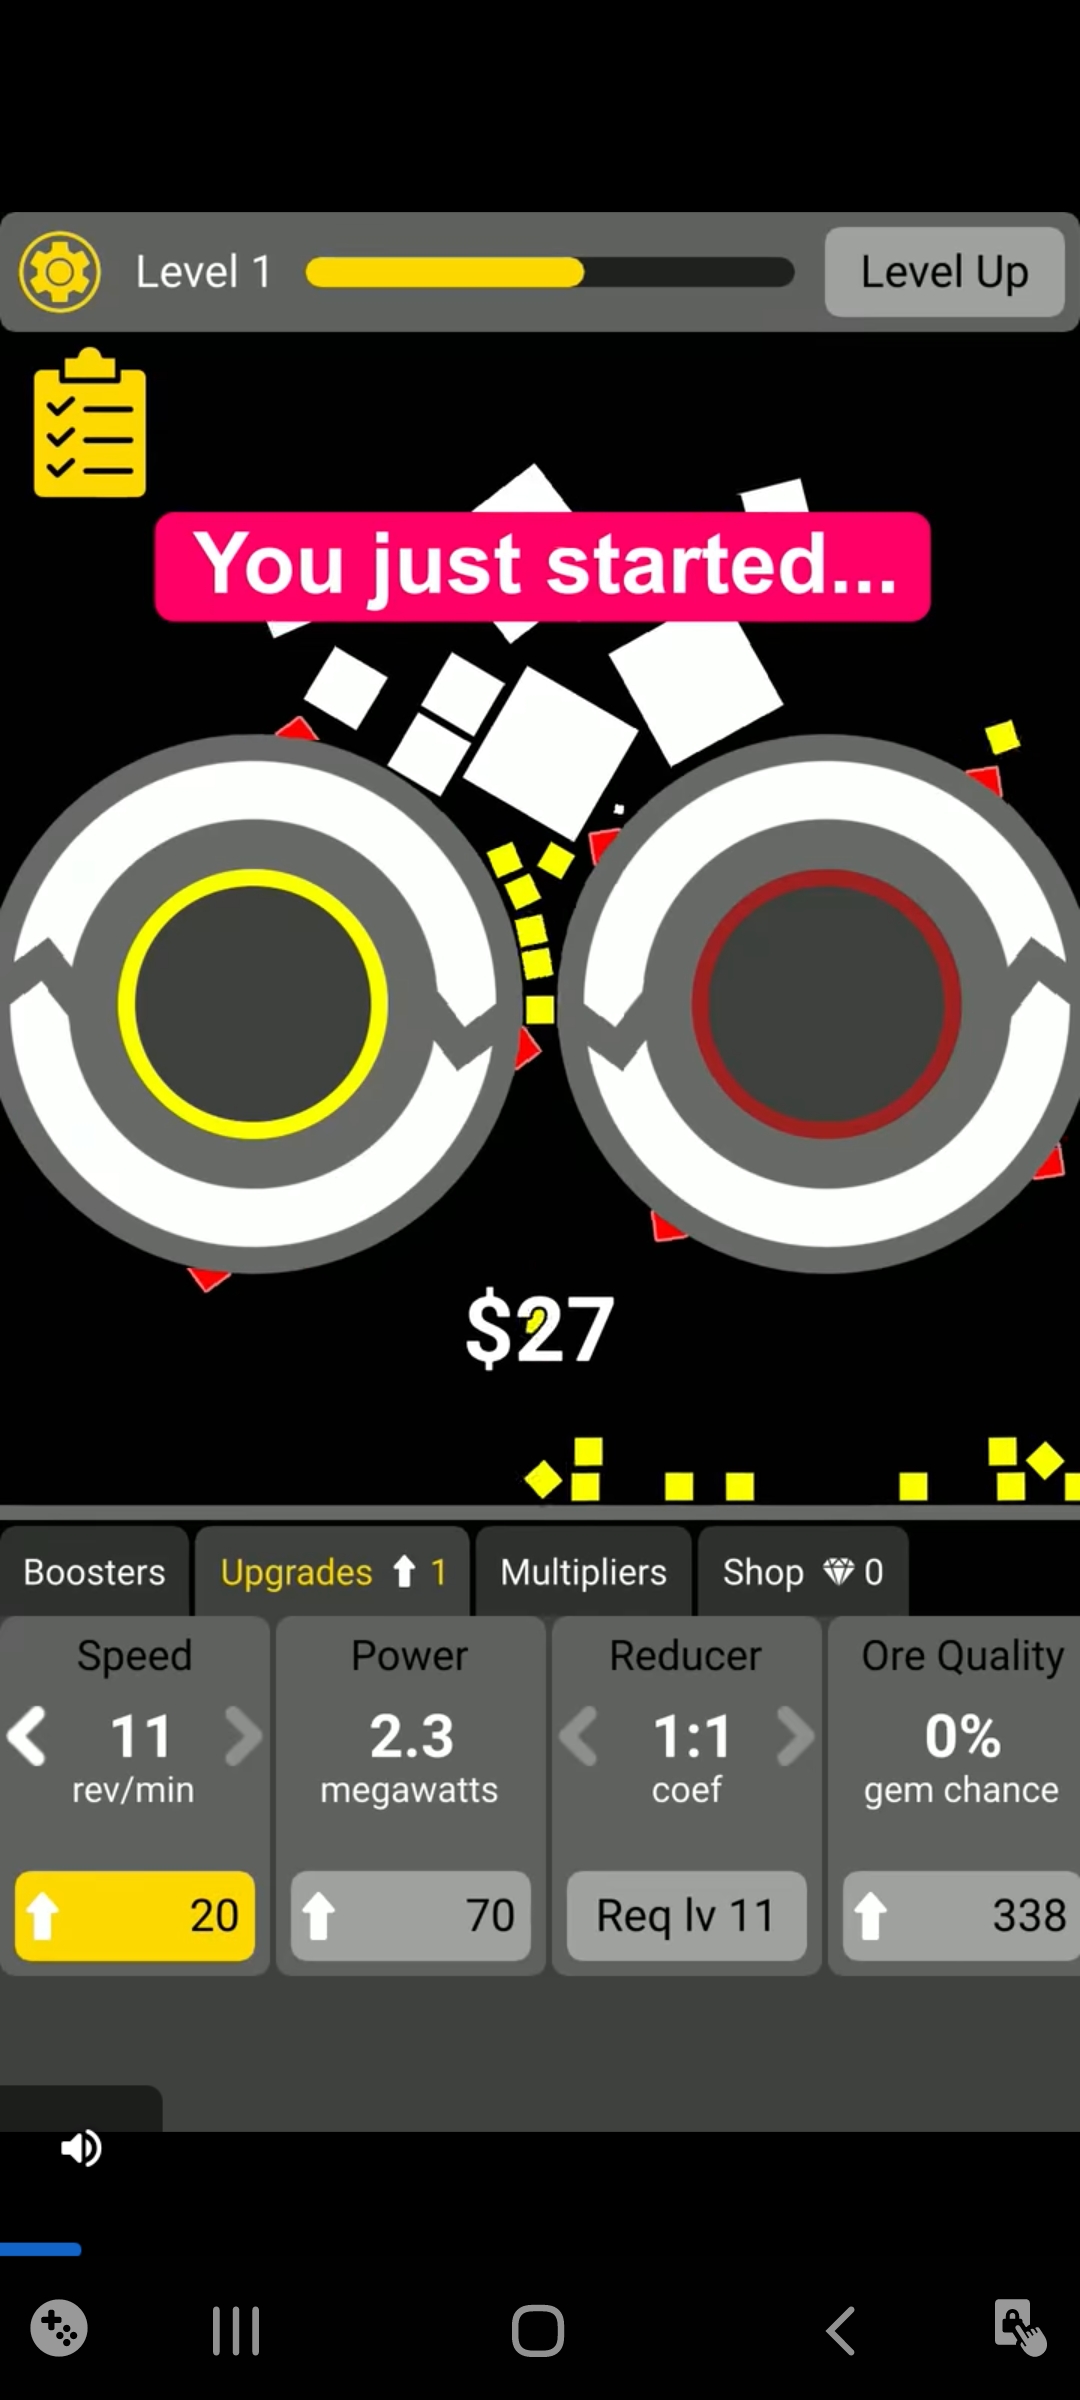 Level 1
Level Up
You just started...
$27
Boosters
Upgrades 1
Multipliers
Shop 0
Speed
11
rev/min
20
Power
2.3
megawatts
70
Reducer
1:1
coef
Req lv 11
Ore Quality
0%
gem chance
338